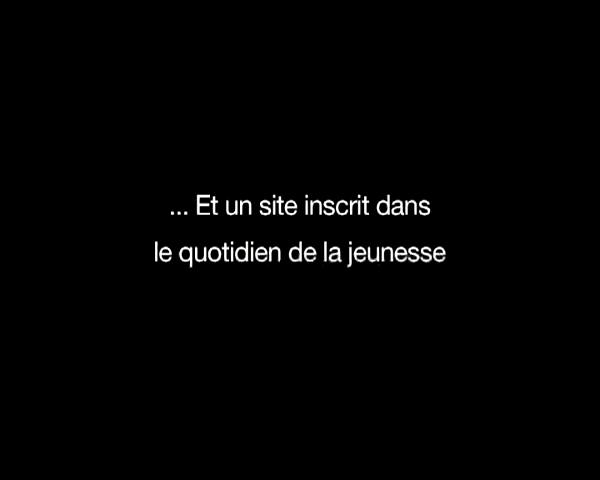 ... Et un site inscrit dans
le quotidien de la jeunesse